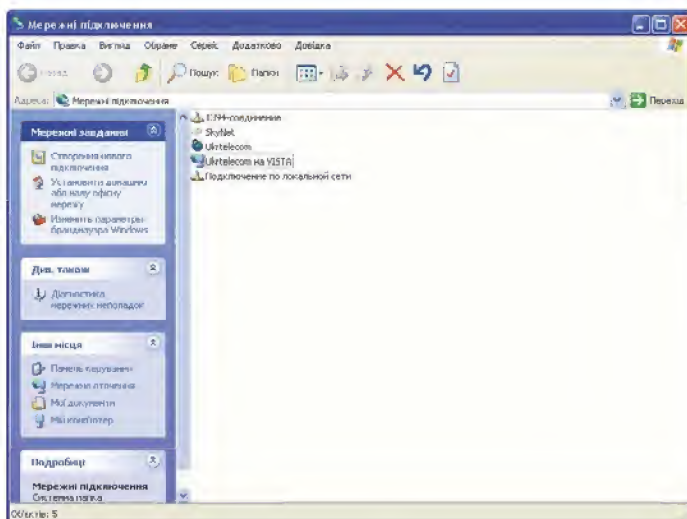 Мережні підключення
Файл Правка Вигляд Обране Сервіс Додатково Довідка
Назад Пошук Папки
Адреса: Мережні підключення Перехід
Мережні завдання
Створення нового
підключення
Установити домашню
або малу офісну
мережу
Изменить параметры
брандмауэра Windows
Див. також
Діагностика
мережних неполадок
Інші місця
Панель керування
Мережне оточення
Мої документи
Мій комп'ютер
Подробиці
Мережні підключення
Системна папка
1394-соединение
SkyNet
Ukrtelecom
Ukrtelecom на VISTA
Подключение по локальной сети
Об'єктів: 5